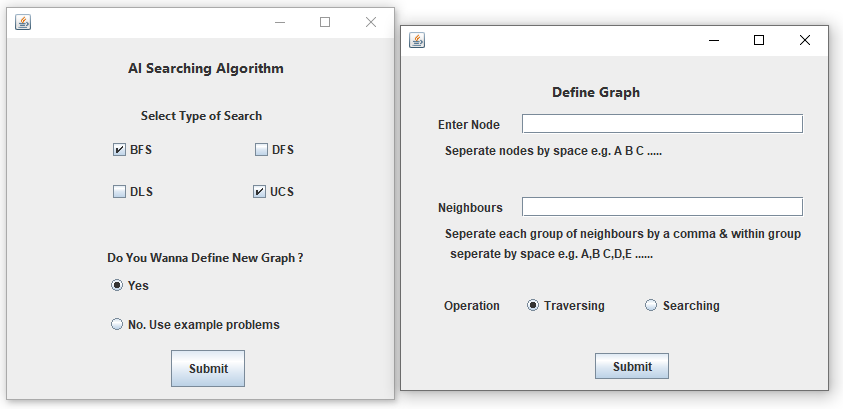 AI Searching Algorithm
Select Type of Search
BFS DFS
DLS UCS
Do You Wanna Define New Graph ?
Yes
No. Use example problems
Submit
Define Graph
Enter Node
Seperate nodes by space e.g. A B C .....
Neighbours
Seperate each group of neighbours by a comma & within group
seperate by space e.g. A,B C,D,E ......
Operation Traversing Searching
Submit